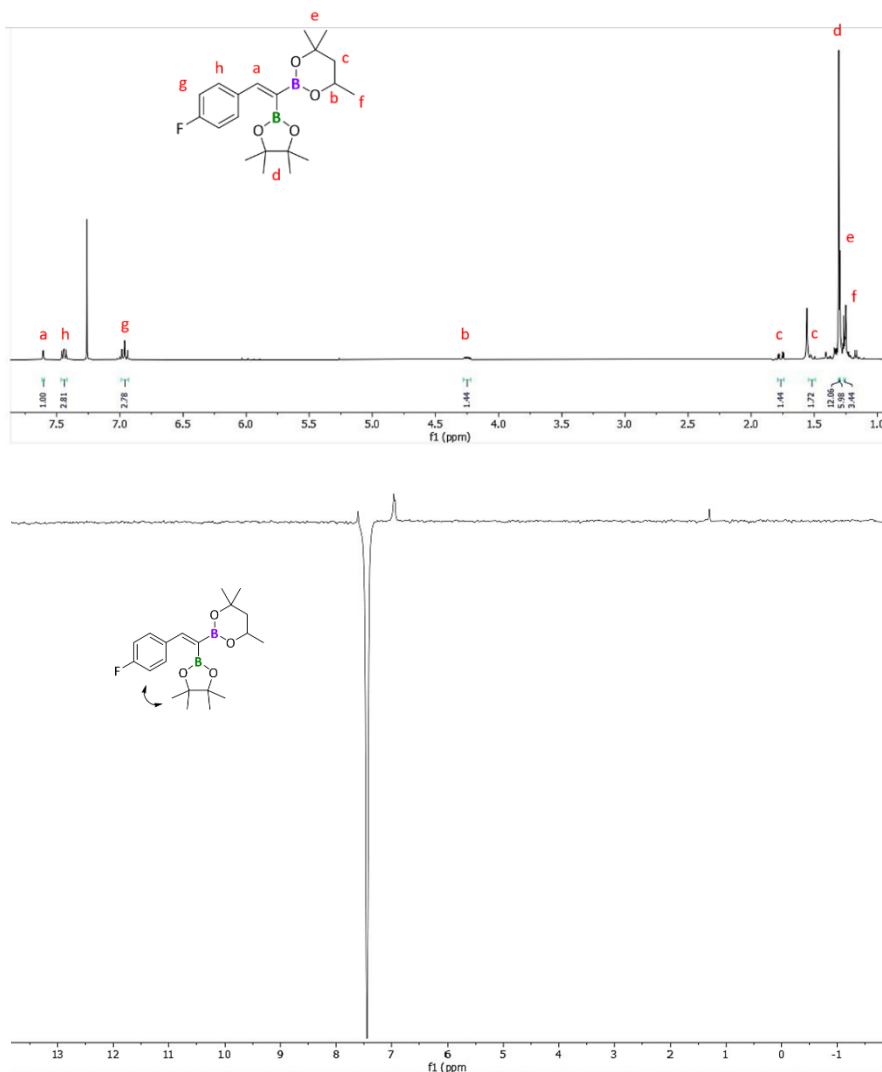 e
d
O
c
h
a
g
B
O
b
f
B
F
O
O
d
e
f
a
h
g
b
c
c
1.00
2.81
2.78
1.44
1.44
1.72
12.06
5.98
3.44
7.5 7.0 6.5 6.0 5.5 5.0 4.5 4.0 3.5 3.0 2.5 2.0 1.5 1.0
f1 (ppm)
O
B
O
F
B
O
O
13 12 11 10 9 8 7 6 5 4 3 2 1 0 -1
f1 (ppm